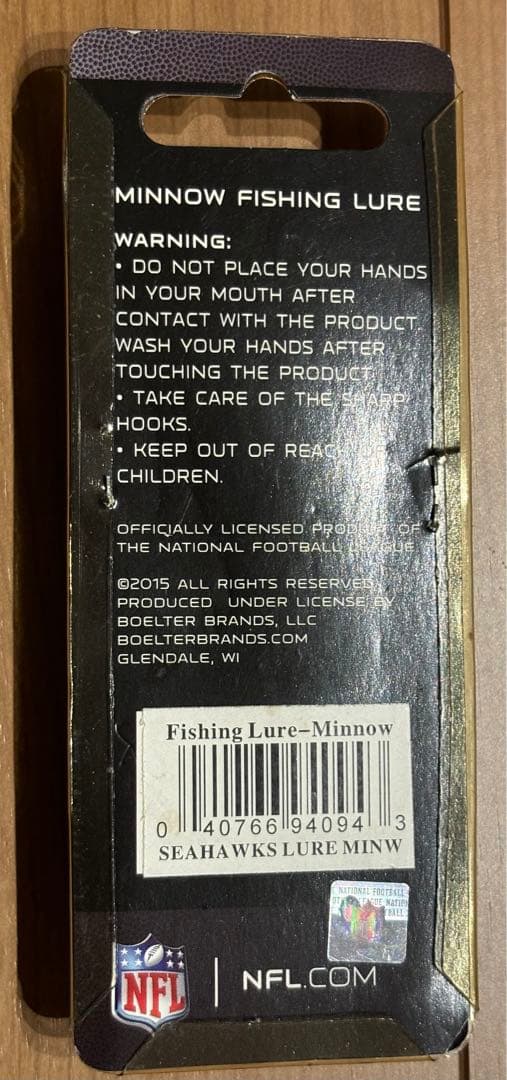 MINNOW FISHING LURE
WARNING:
• DO NOT PLACE YOUR HANDS
IN YOUR MOUTH AFTER
CONTACT WITH THE PRODUCT.
WASH YOUR HANDS AFTER
TOUCHING THE PRODUCT
• TAKE CARE OF THE SHARP
HOOKS.
• KEEP OUT OF REACH OF
CHILDREN.
OFFICIALLY LICENSED PRODUCT OF
THE NATIONAL FOOTBALL LEAGUE
©2015 ALL RIGHTS RESERVED
PRODUCED UNDER LICENSE BY
BOELTER BRANDS, LLC
BOELTERBRANDS.COM
GLENDALE, WI
Fishing Lure-Minnow
0 40766 94094 3
SEAHAWKS LURE MINW
NATIONAL FOOTBALL
NFL | NFL.COM